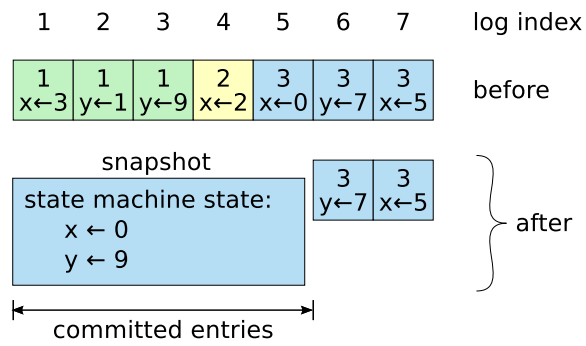 1 2 3 4 5 6 7 log index
1 1 1 2 3 3 3
x←3 y←1 y←9 x←2 x←0 y←7 x←5
before
snapshot
state machine state:
x ← 0
y ← 9
3 3
y←7 x←5
after
committed entries